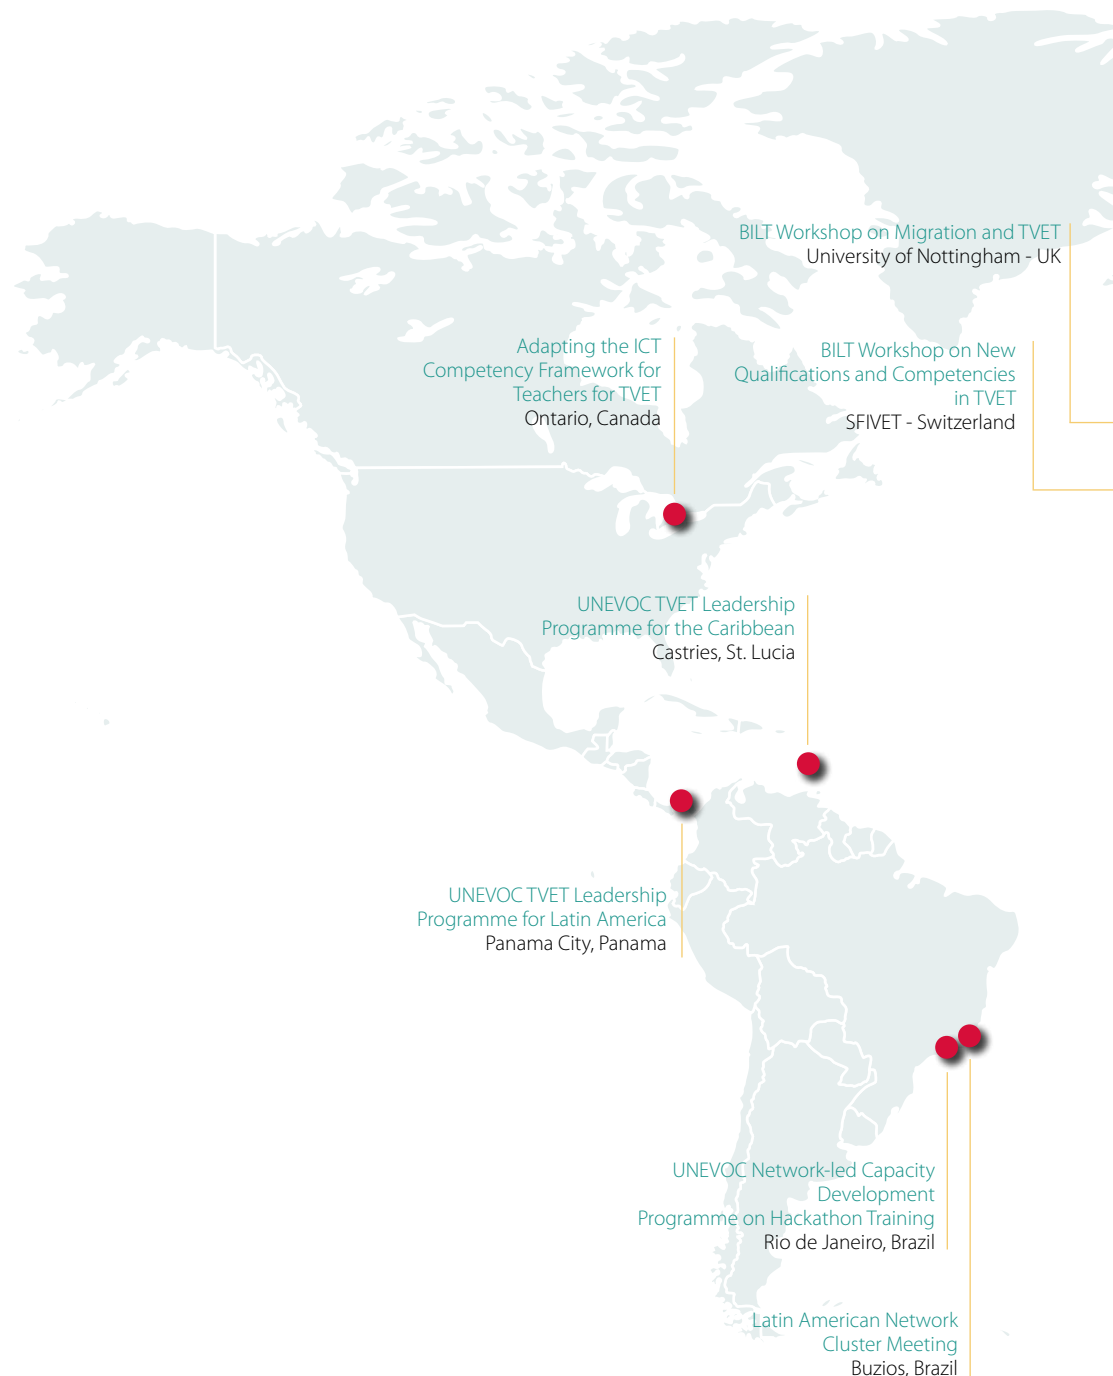 BILT Workshop on Migration and TVET
University of Nottingham - UK
Adapting the ICT
Competency Framework for
Teachers for TVET
Ontario, Canada
BILT Workshop on New
Qualifications and Competencies
in TVET
SFIVET - Switzerland
UNEVOC TVET Leadership
Programme for the Caribbean
Castries, St. Lucia
UNEVOC TVET Leadership
Programme for Latin America
Panama City, Panama
UNEVOC Network-led Capacity
Development
Programme on Hackathon Training
Rio de Janeiro, Brazil
Latin American Network
Cluster Meeting
Buzios, Brazil